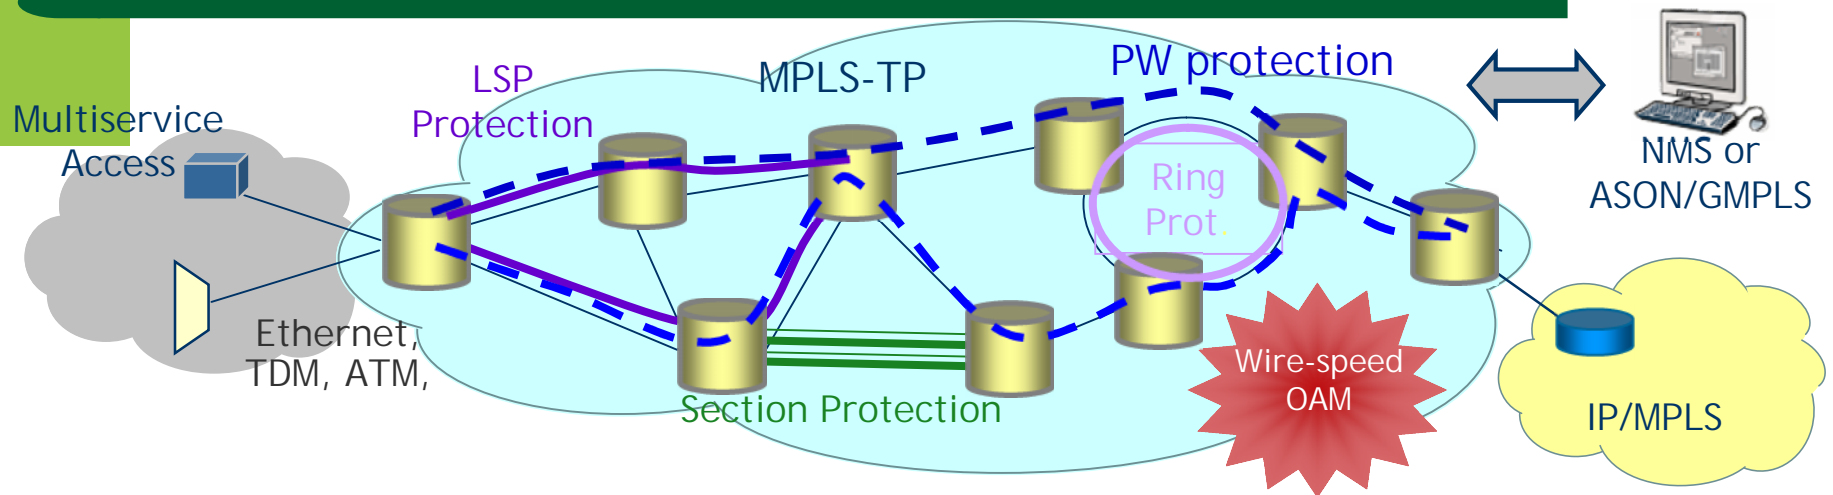 LSP
Protection
MPLS-TP
PW protection
Multiservice
Access
NMS or
ASON/GMPLS
Ring
Prot.
Ethernet,
TDM, ATM,
Wire-speed
OAM
Section Protection
IP/MPLS